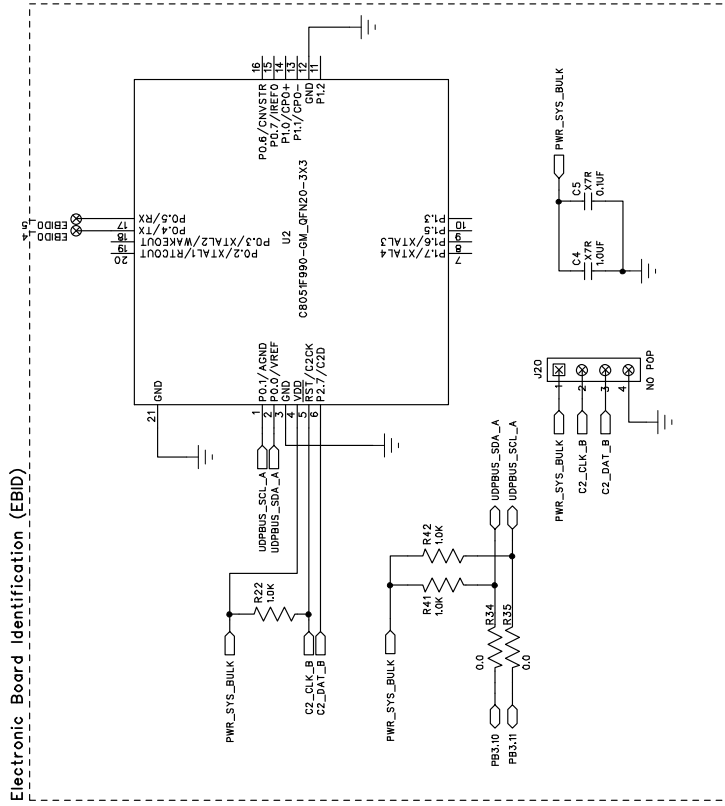 Electronic Board Identification (EBID)
EBID0_5
EBID0_4
16
15
14
13
12
11
P0.6/CNVSTR
P0.7/IREF0
P1.0/CP0+
P1.1/CP0-
GND
P1.2
17
18
19
20
P0.5/RX
P0.4/TX
P0.3/XTAL2/WAKEOUT
P0.2/XTAL1/RTCOUT
U2
C8051F990-GM_QFN20-3X3
P1.3
P1.5
P1.6/XTAL3
P1.7/XTAL4
10
9
8
7
21
GND
1
2
3
4
5
6
P0.1/AGND
P0.0/VREF
GND
VDD
RST/C2CK
P2.7/C2D
UDPBUS_SCL_A
UDPBUS_SDA_A
PWR_SYS_BULK
R22
1.0K
C2_CLK_B
C2_DAT_B
PWR_SYS_BULK
R41
1.0K
R42
1.0K
PB3.10
PB3.11
R34
0.0
R35
0.0
UDPBUS_SDA_A
UDPBUS_SCL_A
J20
1
2
3
4
NO POP
PWR_SYS_BULK
C2_CLK_B
C2_DAT_B
C4
X7R
1.0UF
C5
X7R
0.1UF
PWR_SYS_BULK